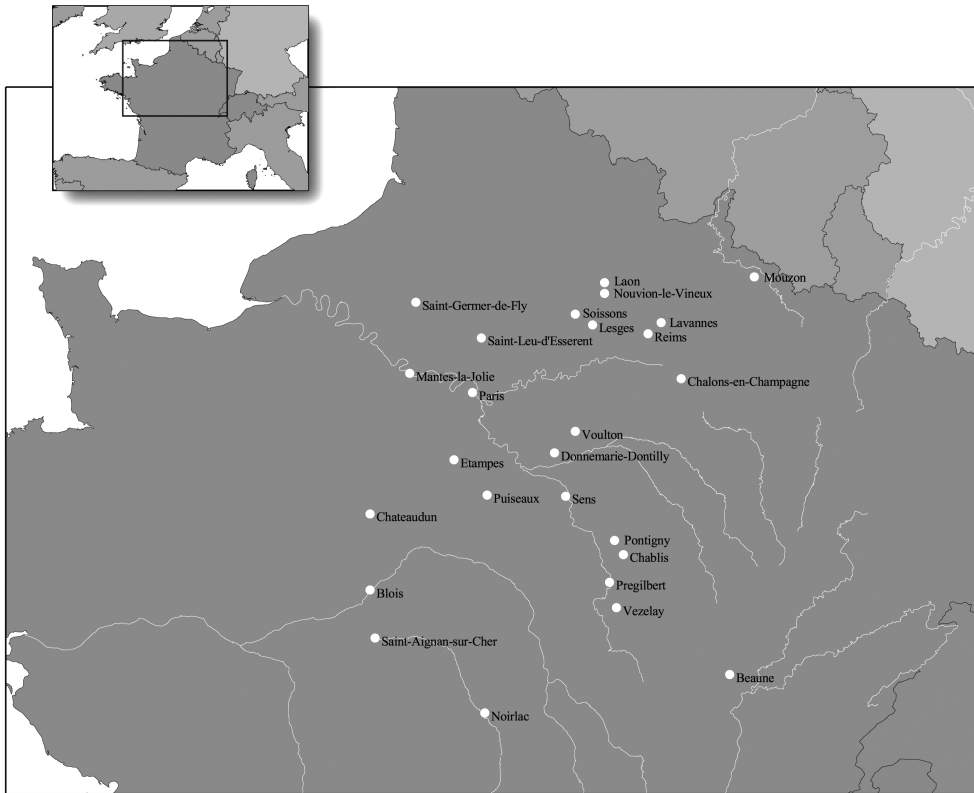 Mouzon
Laon
Nouvion-le-Vineux
Saint-Germer-de-Fly
Soissons
Lavannes
Lesges
Reims
Saint-Leu-d'Esserent
Mantes-la-Jolie
Chalons-en-Champagne
Paris
Voulton
Donnemarie-Dontilly
Etampes
Puiseaux
Sens
Chateaudun
Pontigny
Chablis
Pregilbert
Blois
Vezelay
Saint-Aignan-sur-Cher
Beaune
Noirlac